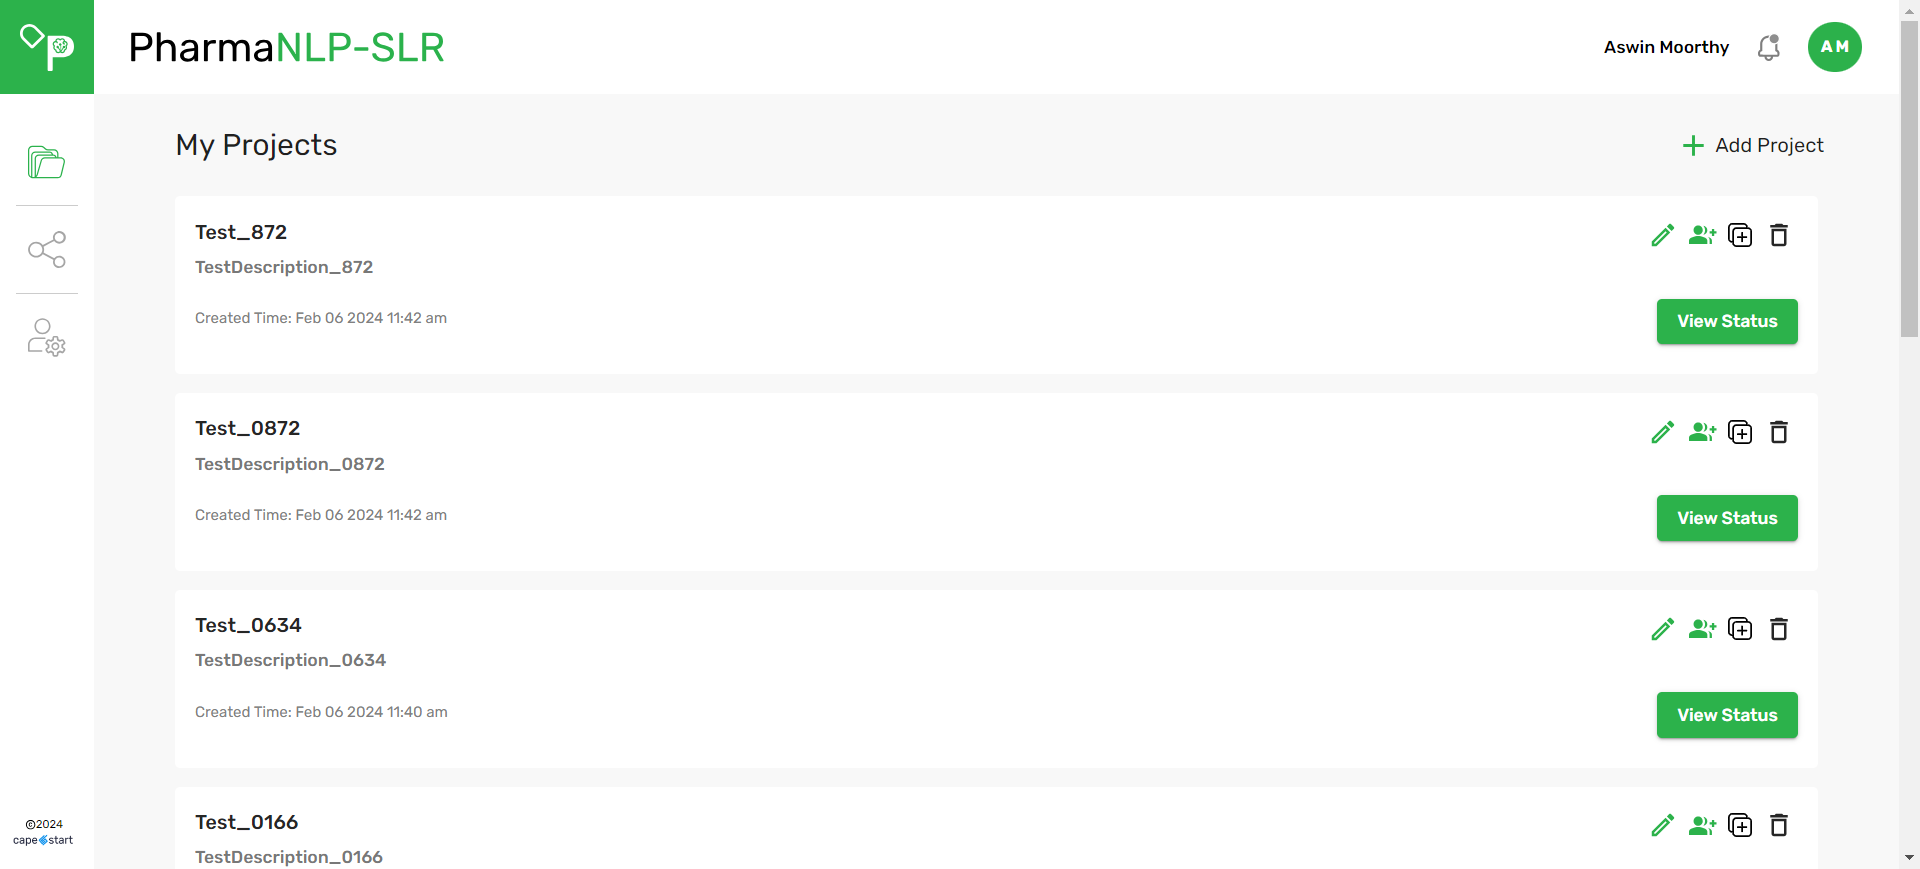 PharmaNLP-SLR
Aswin Moorthy
AM
My Projects
Add Project
Test_872
TestDescription_872
Created Time: Feb 06 2024 11:42 am
View Status
Test_0872
TestDescription_0872
Created Time: Feb 06 2024 11:42 am
View Status
Test_0634
TestDescription_0634
Created Time: Feb 06 2024 11:40 am
View Status
Test_0166
TestDescription_0166
©2024
capestart